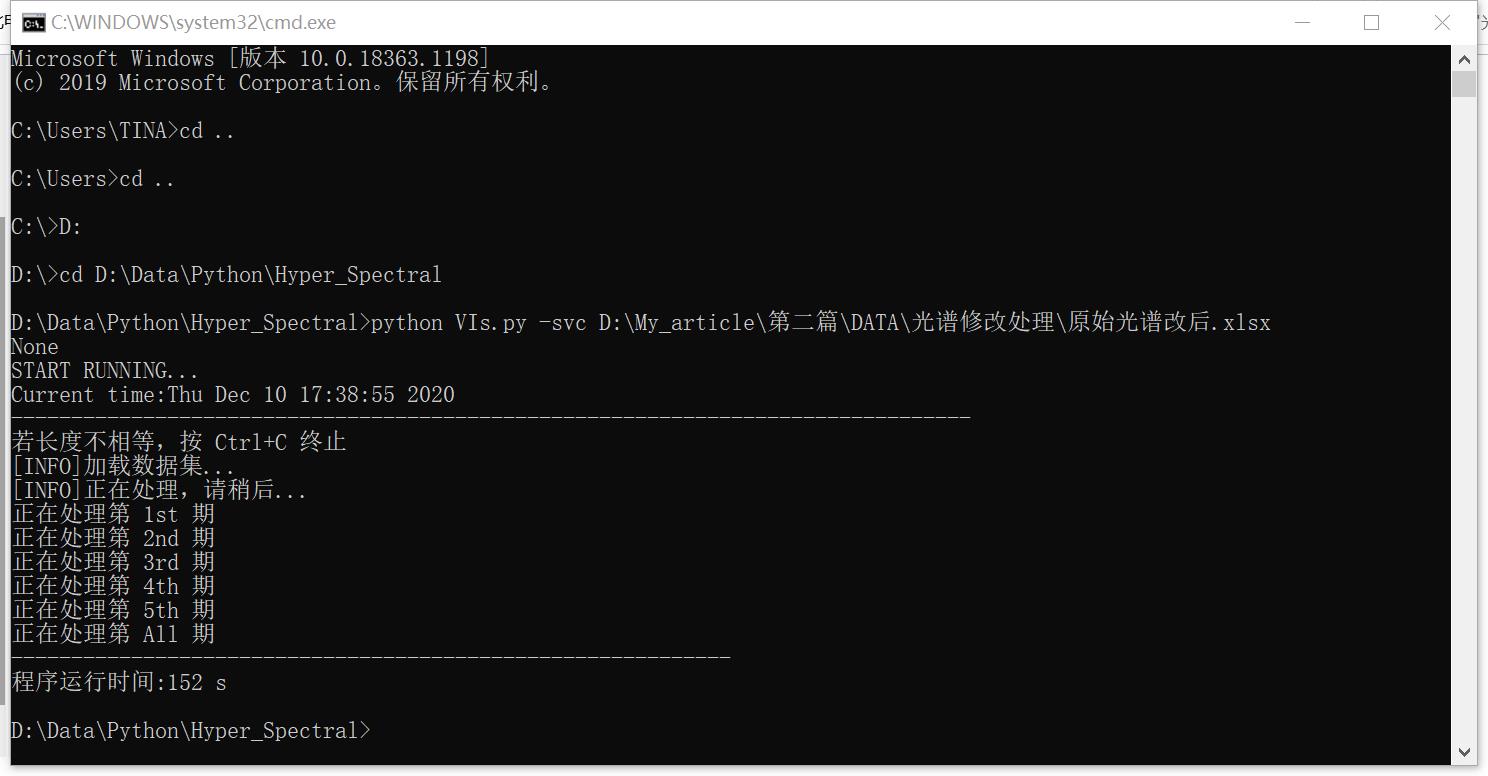 C:\WINDOWS\system32\cmd.exe
Microsoft Windows [版本 10.0.18363.1198]
(c) 2019 Microsoft Corporation。保留所有权利。
C:\Users\TINA>cd ..
C:\Users>cd ..
C:\>D:
D:\>cd D:\Data\Python\Hyper_Spectral
D:\Data\Python\Hyper_Spectral>python VIs.py -svc D:\My_article\第二篇\DATA\光谱修改处理\原始光谱改后.xlsx
None
START RUNNING...
Current time:Thu Dec 10 17:38:55 2020
--------------------------------------------------------------------------------
若长度不相等，按 Ctrl+C 终止
[INFO]加载数据集...
[INFO]正在处理，请稍后...
正在处理第 1st 期
正在处理第 2nd 期
正在处理第 3rd 期
正在处理第 4th 期
正在处理第 5th 期
正在处理第 All 期
------------------------------------------------------------
程序运行时间:152 s
D:\Data\Python\Hyper_Spectral>